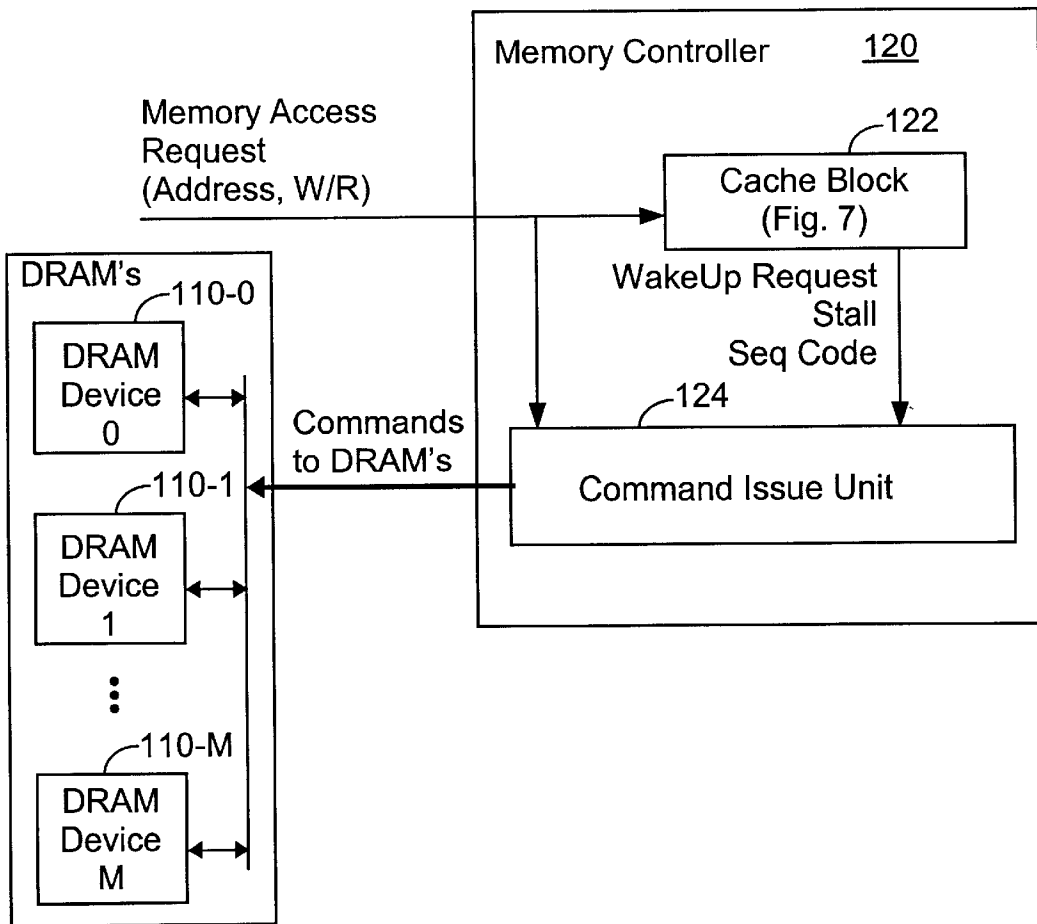 Memory Controller 120
Memory Access
Request
(Address, W/R)
122
Cache Block
(Fig. 7)
WakeUp Request
Stall
Seq Code
124
Command Issue Unit
Commands
to DRAM's
DRAM's
110-0
DRAM
Device
0
110-1
DRAM
Device
1
110-M
DRAM
Device
M